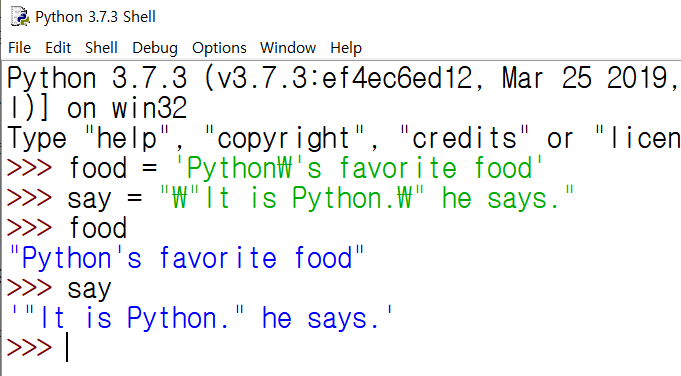 Python 3.7.3 Shell
File Edit Shell Debug Options Window Help
Python 3.7.3 (v3.7.3:ef4ec6ed12, Mar 25 2019,
l)] on win32
Type "help", "copyright", "credits" or "licen
>>> food = 'Python₩'s favorite food'
>>> say = "₩"It is Python.₩" he says."
>>> food
"Python's favorite food"
>>> say
'"It is Python." he says.'
>>>